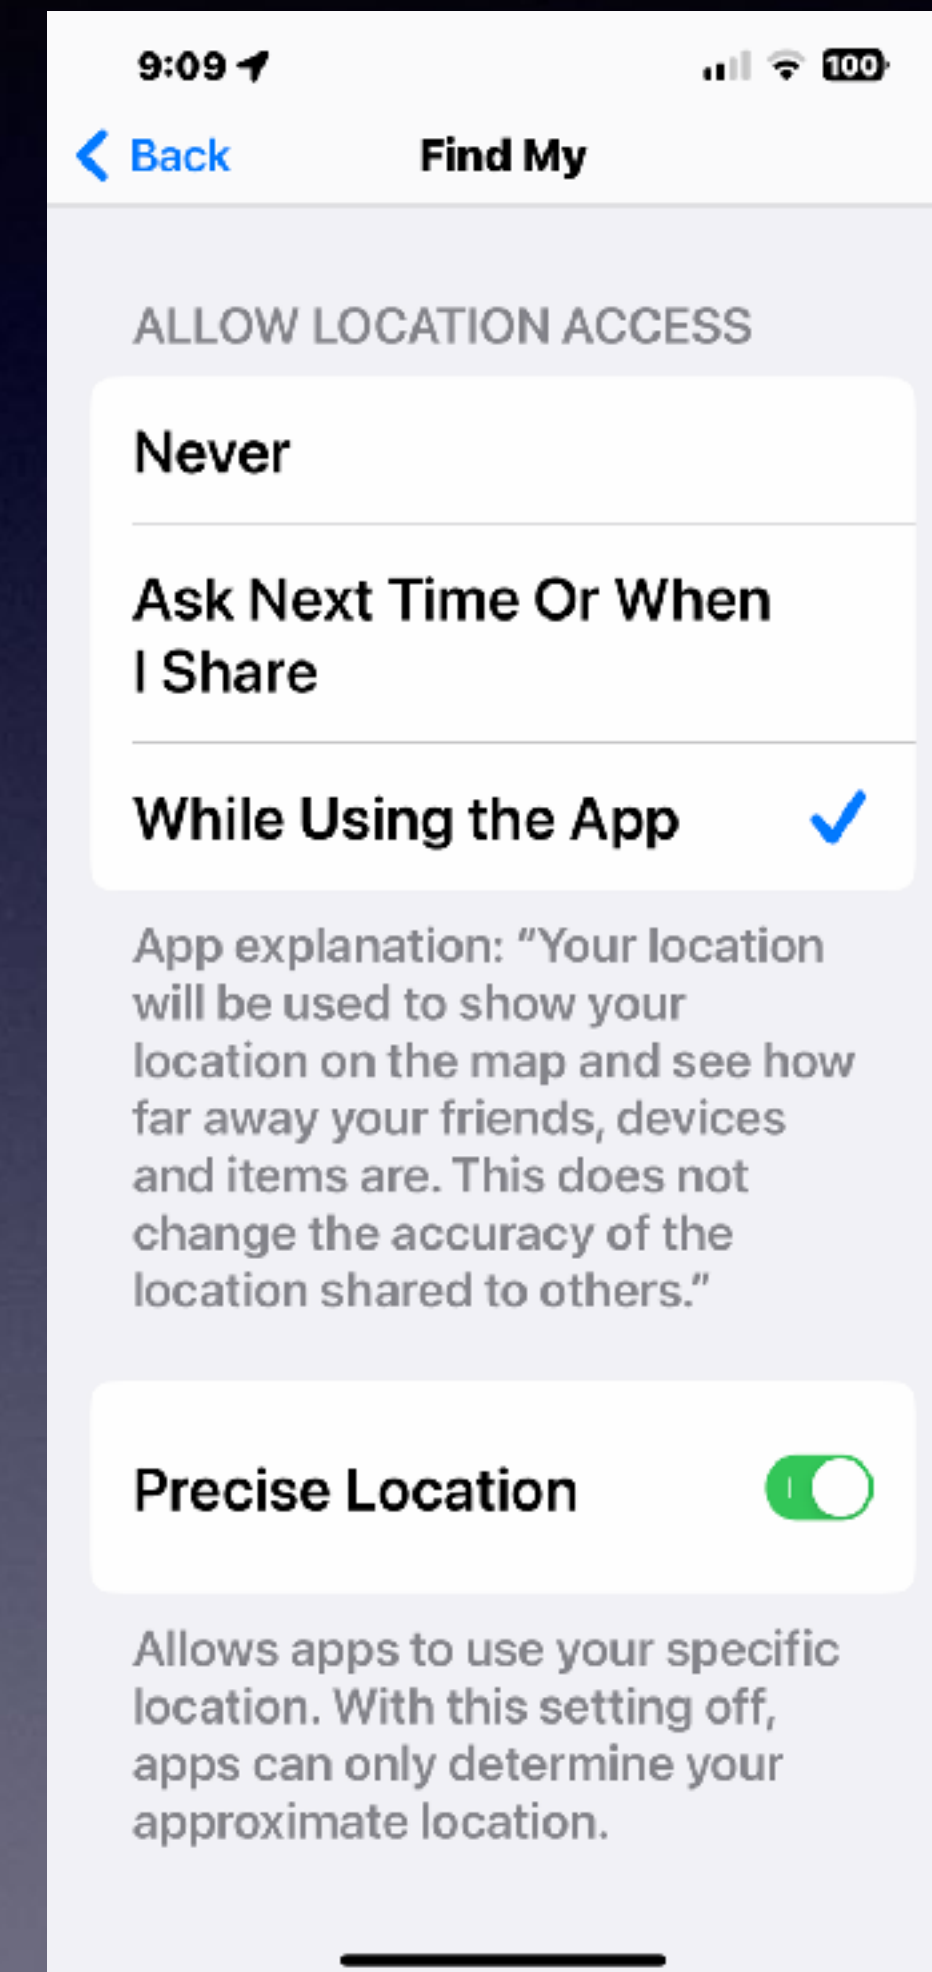 9:09
100
Back
Find My
ALLOW LOCATION ACCESS
Never
Ask Next Time Or When
I Share
While Using the App
App explanation: “Your location
will be used to show your
location on the map and see how
far away your friends, devices
and items are. This does not
change the accuracy of the
location shared to others.”
Precise Location
Allows apps to use your specific
location. With this setting off,
apps can only determine your
approximate location.